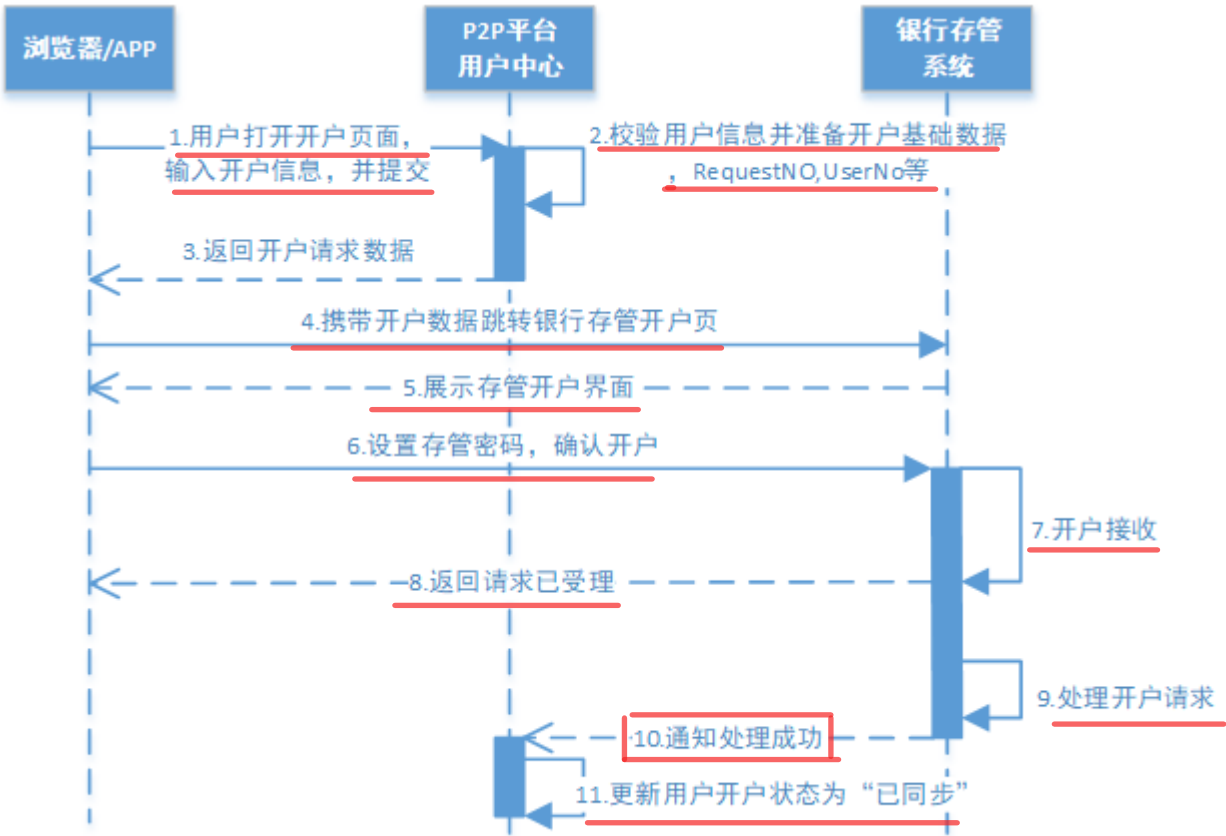 浏览器/APP
P2P平台
用户中心
银行存管
系统
1.用户打开开户页面，
输入开户信息，并提交
2.校验用户信息并准备开户基础数据
，RequestNO,UserNo等
3.返回开户请求数据
4.携带开户数据跳转银行存管开户页
5.展示存管开户界面
6.设置存管密码，确认开户
7.开户接收
8.返回请求已受理
9.处理开户请求
10.通知处理成功
11.更新用户开户状态为“已同步”